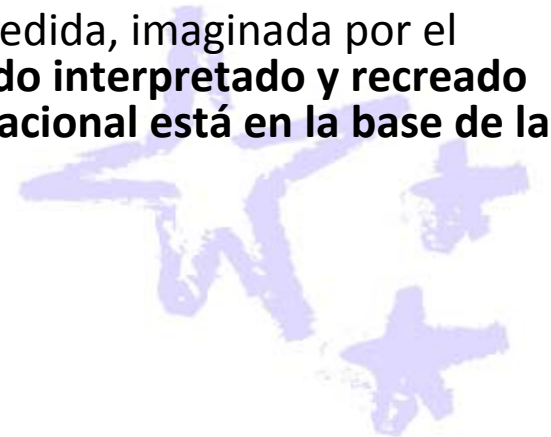 edida, imaginada por el
do interpretado y recreado
acional está en la base de la